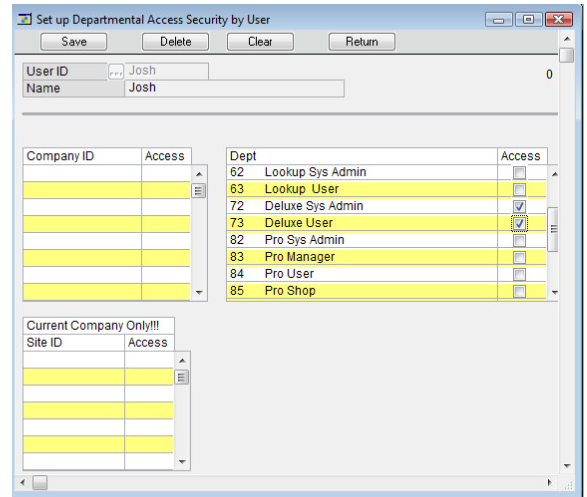 Set up Departmental Access Security by User
Save Delete Clear Return
User ID ... Josh 0
Name Josh
Company ID Access
Dept Access
62 Lookup Sys Admin
63 Lookup User
72 Deluxe Sys Admin
73 Deluxe User
82 Pro Sys Admin
83 Pro Manager
84 Pro User
85 Pro Shop
Current Company Only!!!
Site ID Access